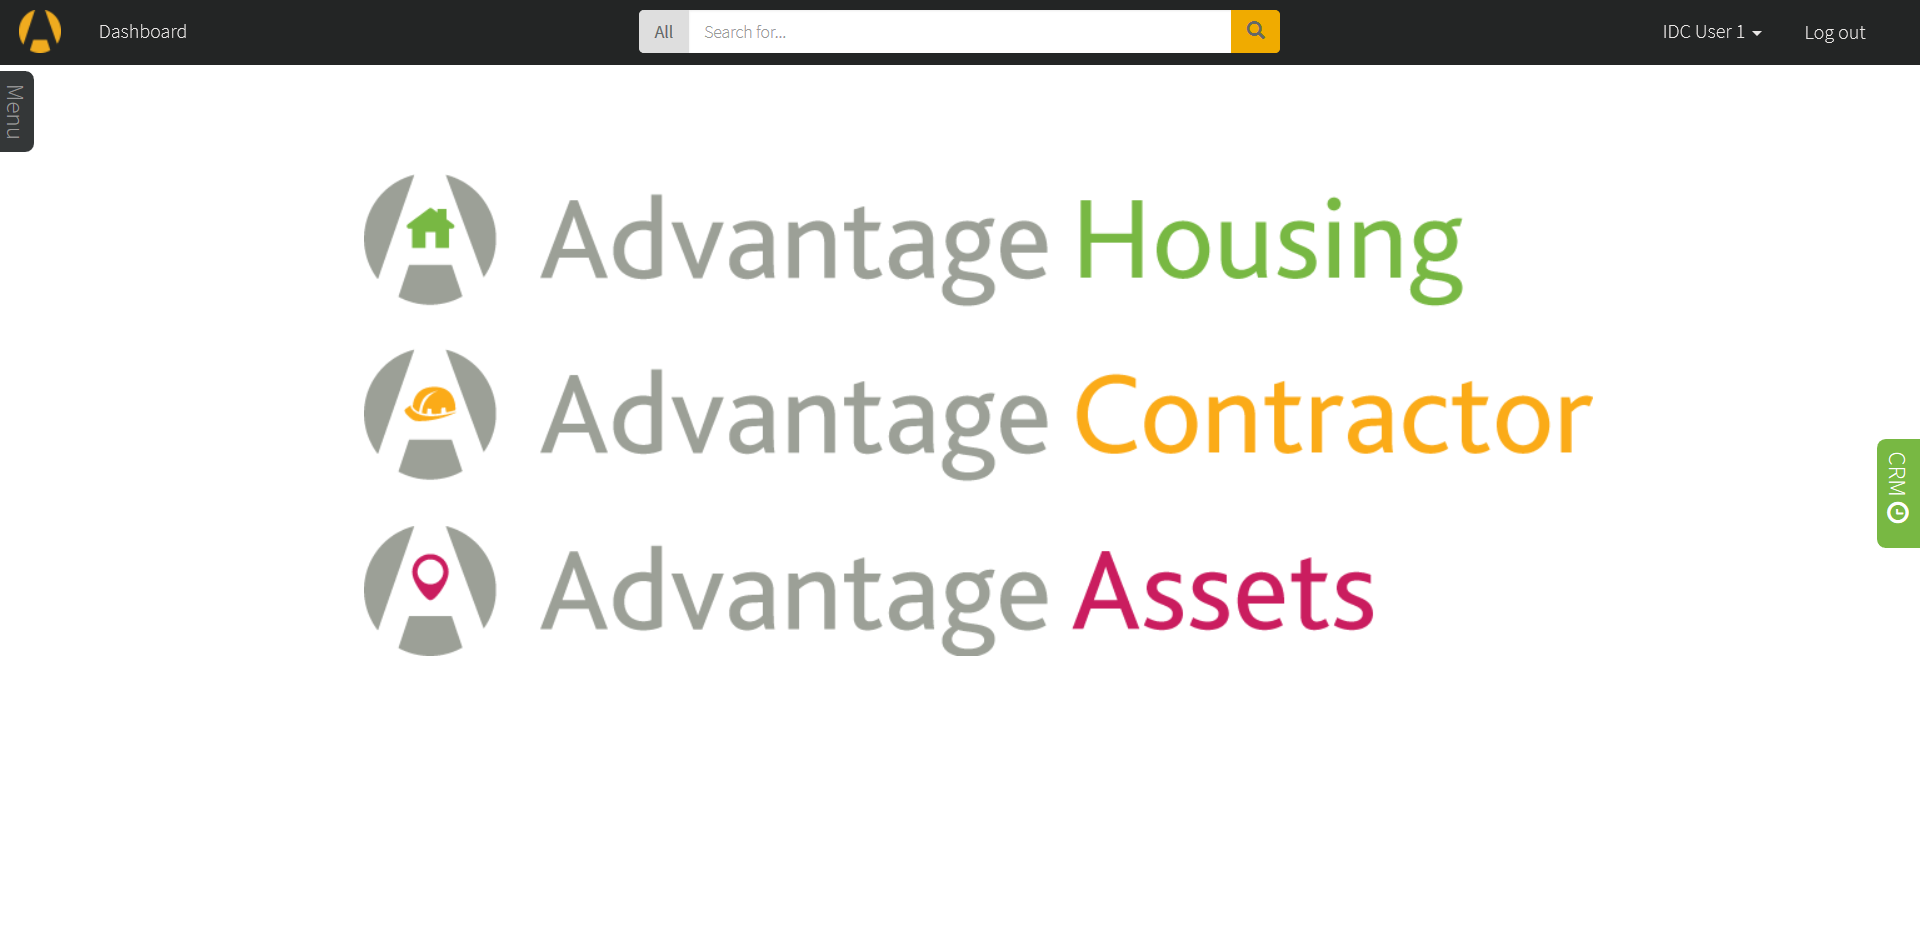 Dashboard
All
Search for...
IDC User 1
Log out
Menu
Advantage Housing
Advantage Contractor
Advantage Assets
CRM